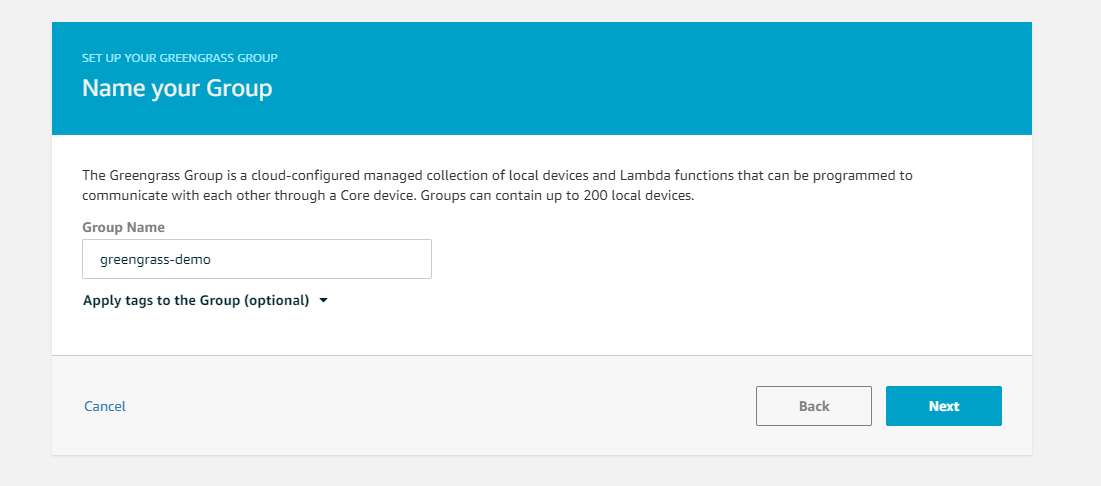 SET UP YOUR GREENGRASS GROUP
Name your Group
The Greengrass Group is a cloud-configured managed collection of local devices and Lambda functions that can be programmed to
communicate with each other through a Core device. Groups can contain up to 200 local devices.
Group Name
greengrass-demo
Apply tags to the Group (optional)
Cancel
Back
Next